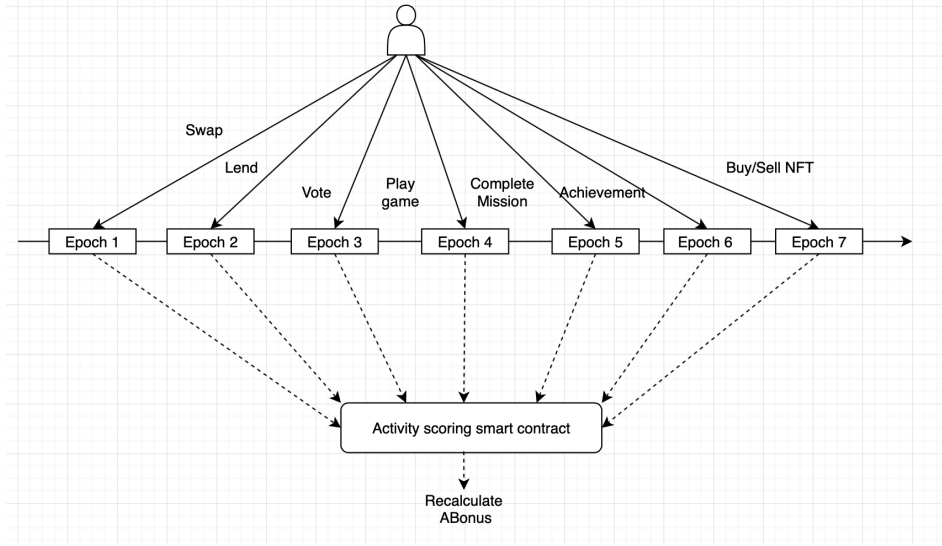 Swap
Lend
Buy/Sell NFT
Vote
Play
game
Complete
Mission
Achievement
Epoch 1
Epoch 2
Epoch 3
Epoch 4
Epoch 5
Epoch 6
Epoch 7
Activity scoring smart contract
Recalculate
ABonus